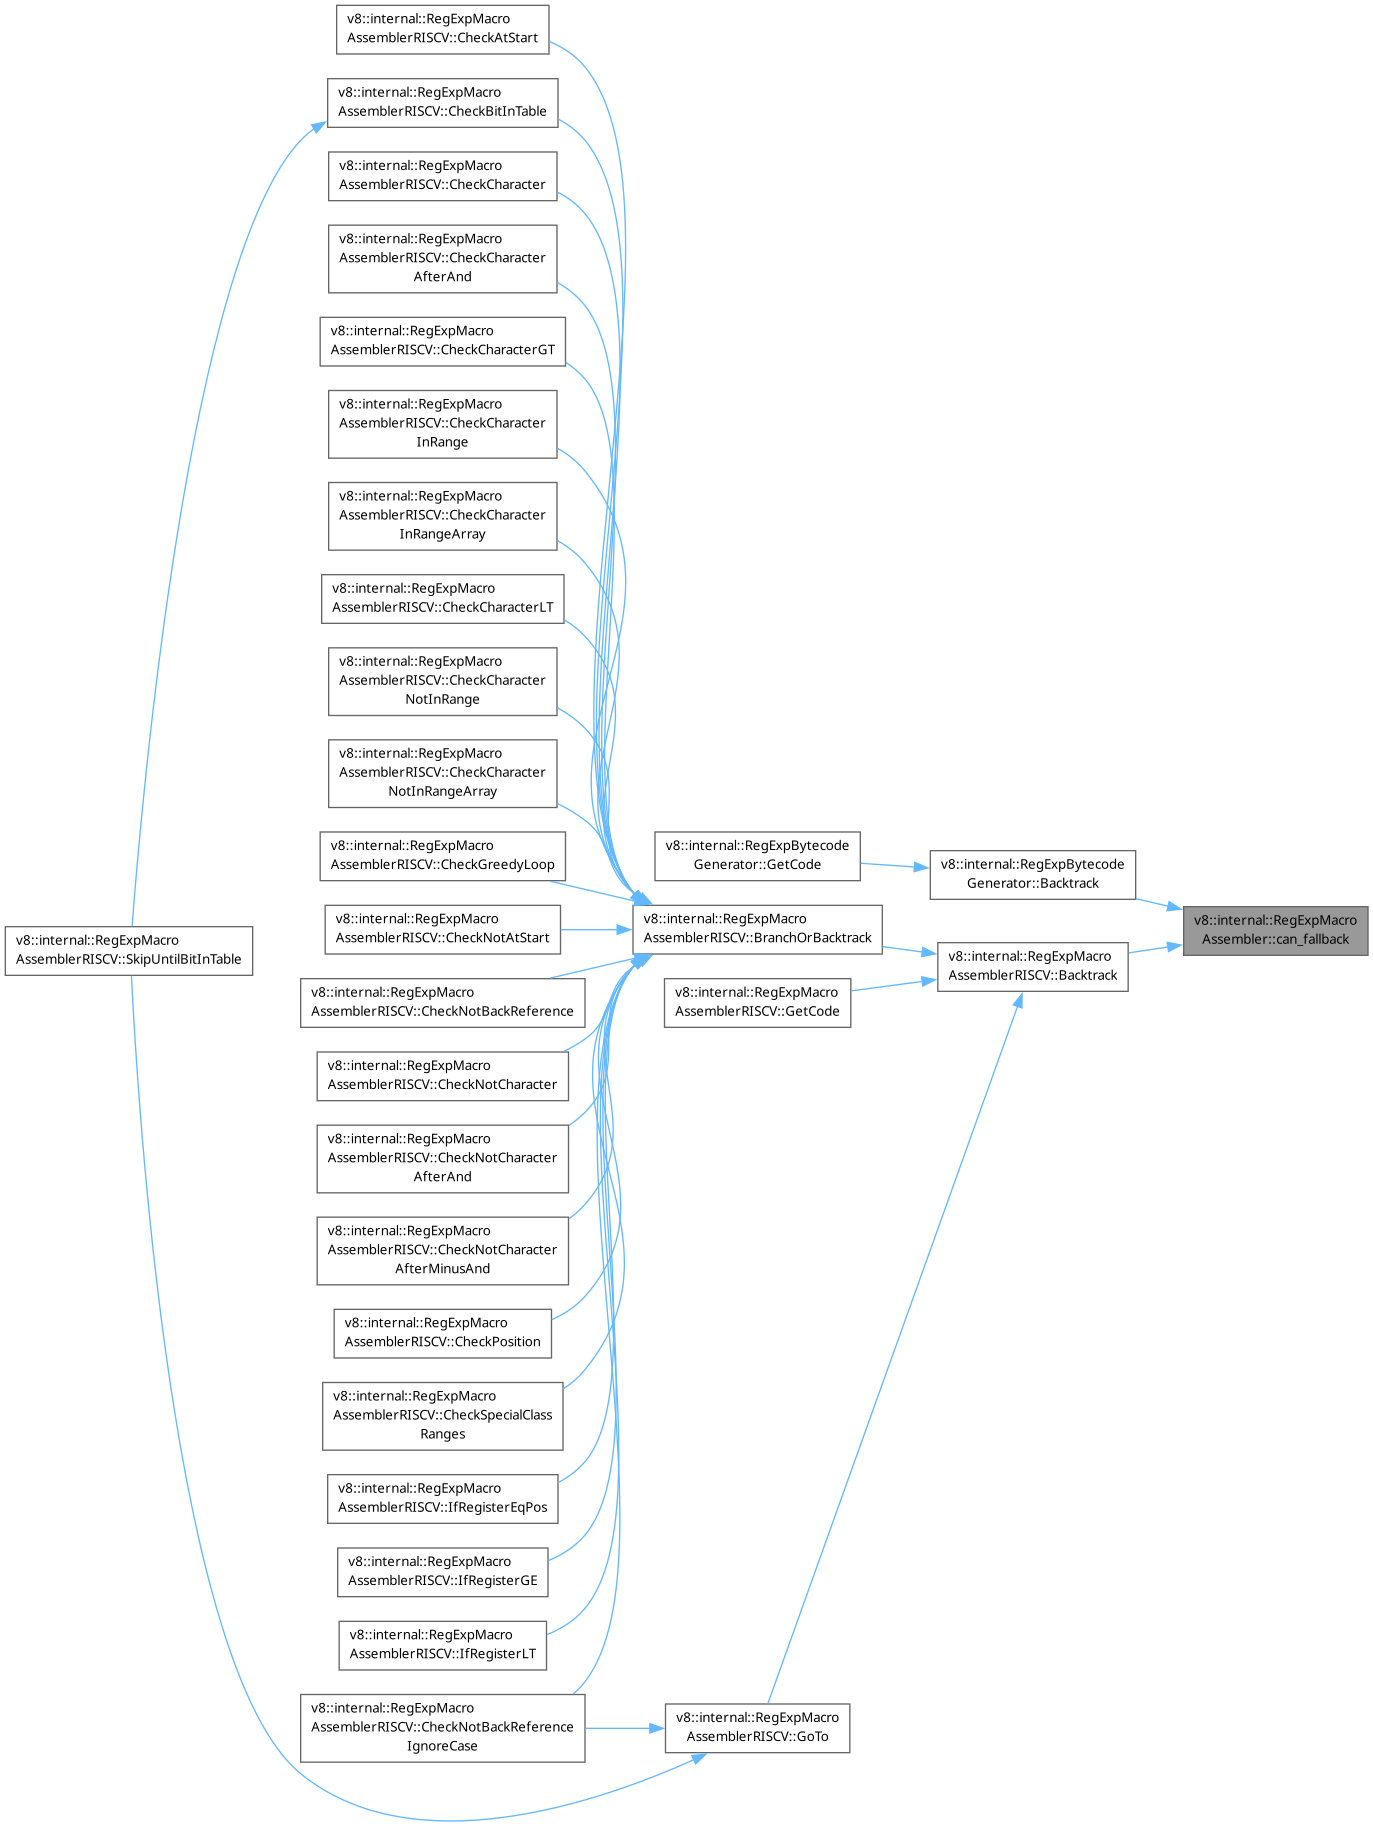 v8::internal::RegExpMacro
AssemblerRISCV::CheckAtStart
v8::internal::RegExpMacro
AssemblerRISCV::CheckBitInTable
v8::internal::RegExpMacro
AssemblerRISCV::CheckCharacter
v8::internal::RegExpMacro
AssemblerRISCV::CheckCharacter
AfterAnd
v8::internal::RegExpMacro
AssemblerRISCV::CheckCharacterGT
v8::internal::RegExpMacro
AssemblerRISCV::CheckCharacter
InRange
v8::internal::RegExpMacro
AssemblerRISCV::CheckCharacter
InRangeArray
v8::internal::RegExpMacro
AssemblerRISCV::CheckCharacterLT
v8::internal::RegExpMacro
AssemblerRISCV::CheckCharacter
NotInRange
v8::internal::RegExpMacro
AssemblerRISCV::CheckCharacter
NotInRangeArray
v8::internal::RegExpMacro
AssemblerRISCV::CheckGreedyLoop
v8::internal::RegExpBytecode
Generator::GetCode
v8::internal::RegExpBytecode
Generator::Backtrack
v8::internal::RegExpMacro
AssemblerRISCV::CheckNotAtStart
v8::internal::RegExpMacro
AssemblerRISCV::BranchOrBacktrack
v8::internal::RegExpMacro
Assembler::can_fallback
v8::internal::RegExpMacro
AssemblerRISCV::SkipUntilBitInTable
v8::internal::RegExpMacro
AssemblerRISCV::Backtrack
v8::internal::RegExpMacro
AssemblerRISCV::CheckNotBackReference
v8::internal::RegExpMacro
AssemblerRISCV::GetCode
v8::internal::RegExpMacro
AssemblerRISCV::CheckNotCharacter
v8::internal::RegExpMacro
AssemblerRISCV::CheckNotCharacter
AfterAnd
v8::internal::RegExpMacro
AssemblerRISCV::CheckNotCharacter
AfterMinusAnd
v8::internal::RegExpMacro
AssemblerRISCV::CheckPosition
v8::internal::RegExpMacro
AssemblerRISCV::CheckSpecialClass
Ranges
v8::internal::RegExpMacro
AssemblerRISCV::IfRegisterEqPos
v8::internal::RegExpMacro
AssemblerRISCV::IfRegisterGE
v8::internal::RegExpMacro
AssemblerRISCV::IfRegisterLT
v8::internal::RegExpMacro
AssemblerRISCV::CheckNotBackReference
IgnoreCase
v8::internal::RegExpMacro
AssemblerRISCV::GoTo